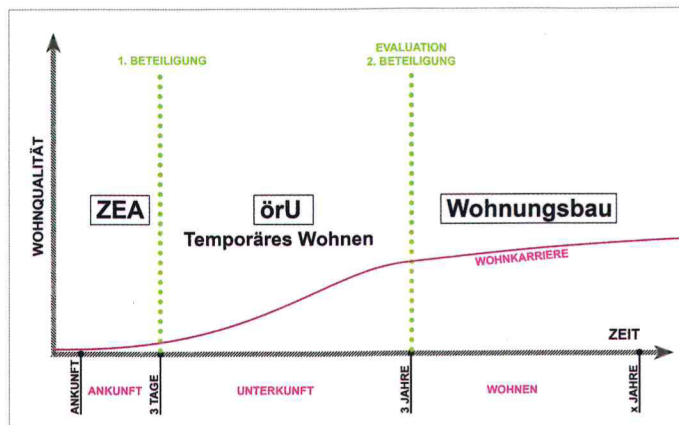 1. BETEILIGUNG
EVALUATION
2. BETEILIGUNG
WOHNQUALITÄT
ZEA
örU
Temporäres Wohnen
Wohnungsbau
WOHNKARRIERE
ZEIT
ANKUNFT
ANKUNFT
3 TAGE
UNTERKUNFT
3 JAHRE
WOHNEN
x JAHRE